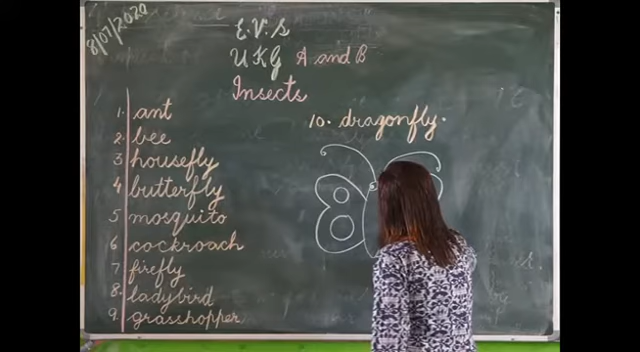 8/07/2020
E.V.S
UKG A and B
Insects
1. ant
2. bee
3 housefly
4 butterfly
5 mosquito
6 cockroach
7 firefly
8. ladybird
9. grasshopper
10. dragonfly.